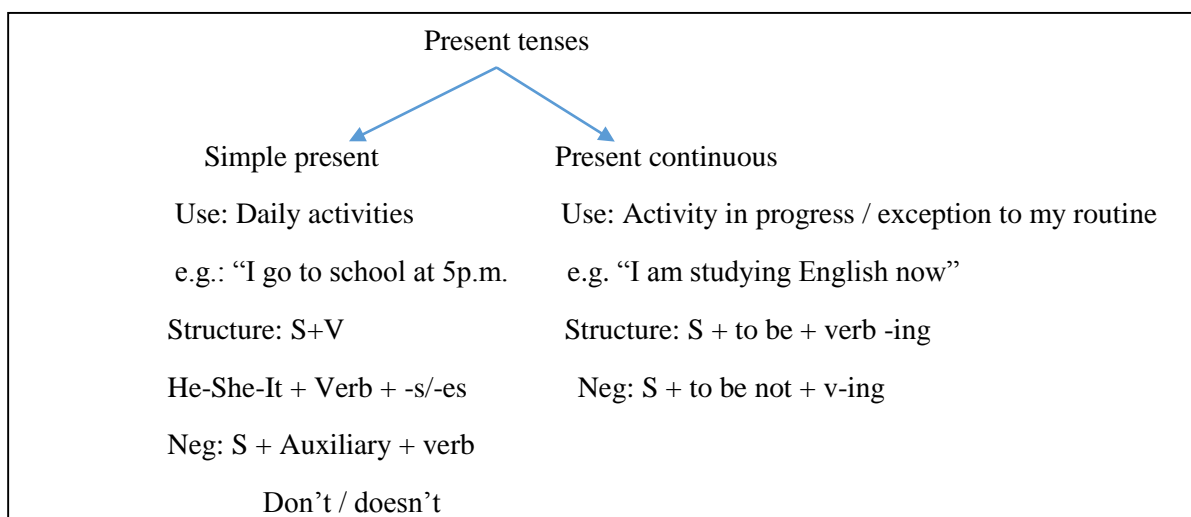 Present tenses
Simple present
Use: Daily activities
e.g.: “I go to school at 5p.m.
Structure: S+V
He-She-It + Verb + -s/-es
Neg: S + Auxiliary + verb
Don’t / doesn’t
Present continuous
Use: Activity in progress / exception to my routine
e.g. “I am studying English now”
Structure: S + to be + verb -ing
Neg: S + to be not + v-ing